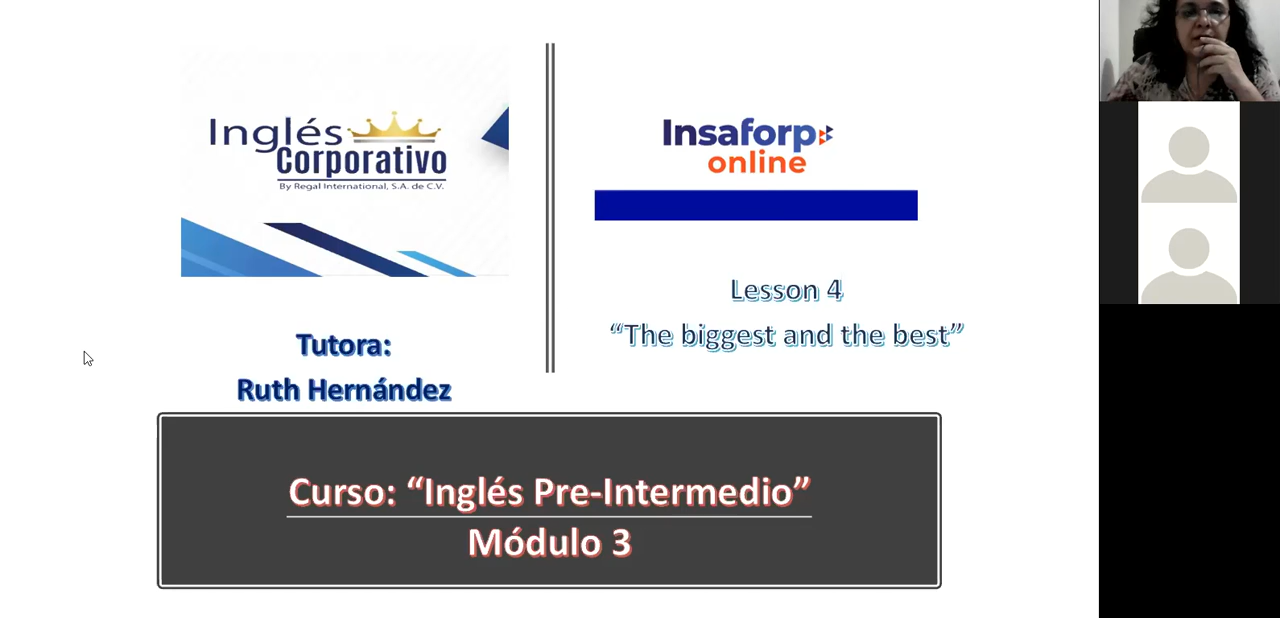 Inglés
Corporativo
By Regal International, S.A. de C.V.
Insaforp
online
Lesson 4
“The biggest and the best”
Tutora:
Ruth Hernández
Curso: “Inglés Pre-Intermedio”
Módulo 3